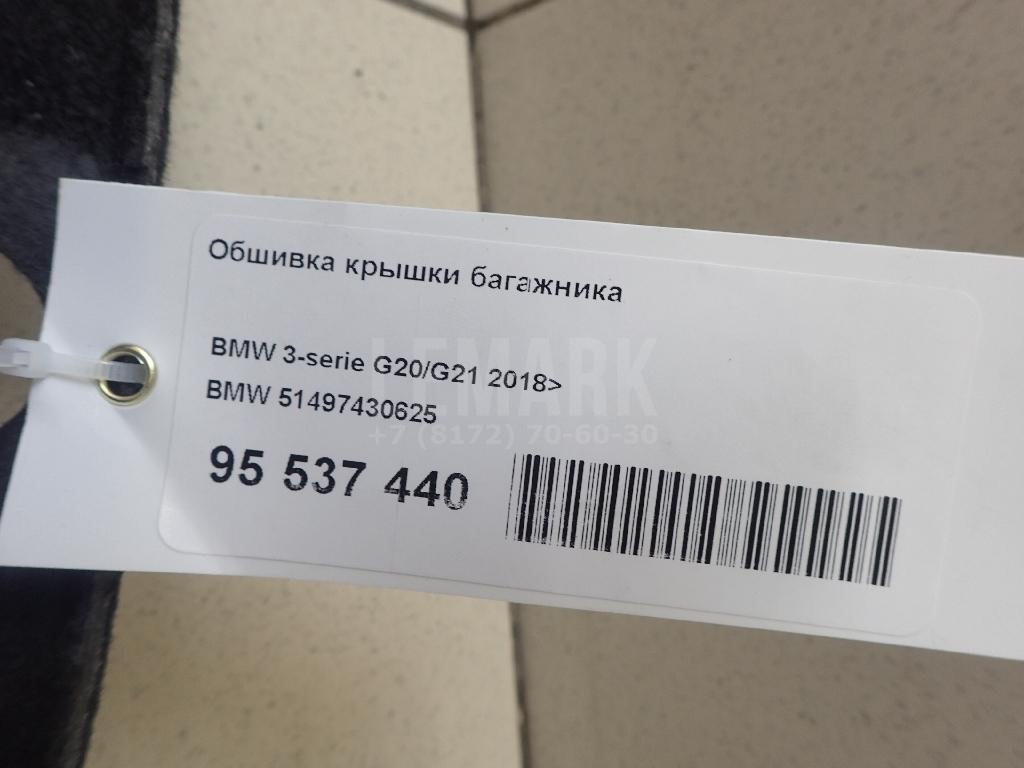 Обшивка крышки багажника
BMW 3-serie G20/G21 2018>
BMW 51497430625
LEMARK
+7 (8172) 70-60-30
95 537 440